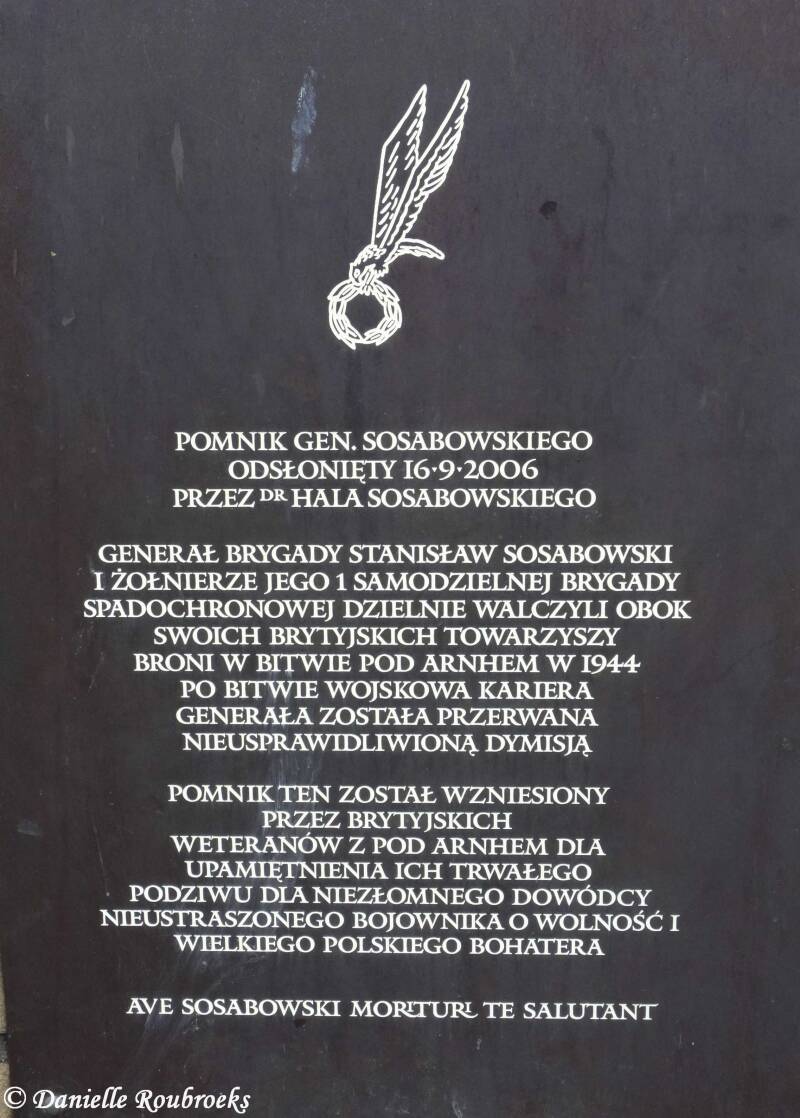 POMNIK GEN. SOSABOWSKIEGO
ODSŁONIĘTY 16·9·2006
PRZEZ DR HALA SOSABOWSKIEGO
GENERAŁ BRYGADY STANISŁAW SOSABOWSKI
I ŻOŁNIERZE JEGO 1 SAMODZIELNEJ BRYGADY
SPADOCHRONOWEJ DZIELNIE WALCZYLI OBOK
SWOICH BRYTYJSKICH TOWARZYSZY
BRONI W BITWIE POD ARNHEM W 1944
PO BITWIE WOJSKOWA KARIERA
GENERAŁA ZOSTAŁA PRZERWANA
NIEUSPRAWIDLIWIONĄ DYMISJĄ
POMNIK TEN ZOSTAŁ WZNIESIONY
PRZEZ BRYTYJSKICH
WETERANÓW Z POD ARNHEM DLA
UPAMIĘTNIENIA ICH TRWAŁEGO
PODZIWU DLA NIEZŁOMNEGO DOWÓDCY
NIEUSTRASZONEGO BOJOWNIKA O WOLNOŚĆ I
WIELKIEGO POLSKIEGO BOHATERA
AVE SOSABOWSKI MORITURI TE SALUTANT
© Danielle Roubroeks